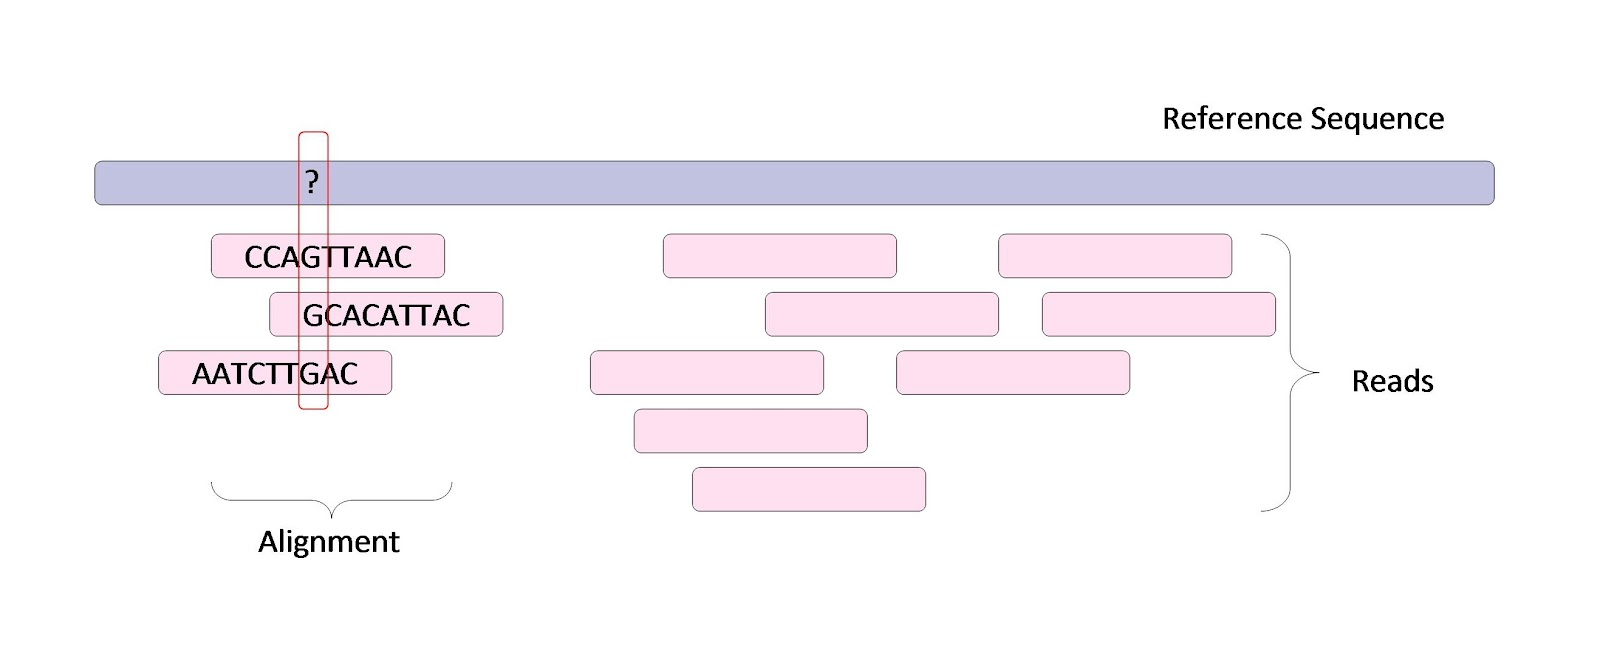 Reference Sequence
?
CCAGTTAAC
GCACATTAC
AATCTTGAC
Reads
Alignment